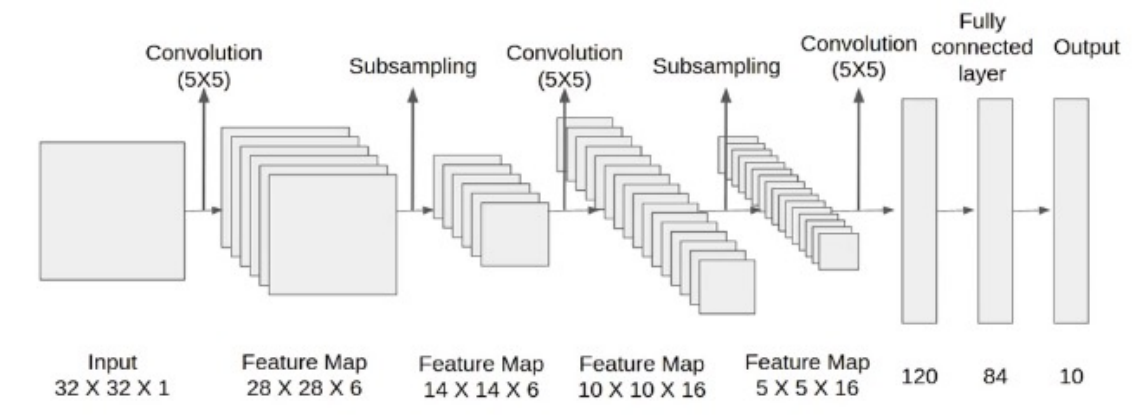 Convolution
(5X5)
Subsampling
Convolution
(5X5)
Subsampling
Convolution
(5X5)
Fully
connected
layer
Output
Input
32 X 32 X 1
Feature Map
28 X 28 X 6
Feature Map
14 X 14 X 6
Feature Map
10 X 10 X 16
Feature Map
5 X 5 X 16
120
84
10